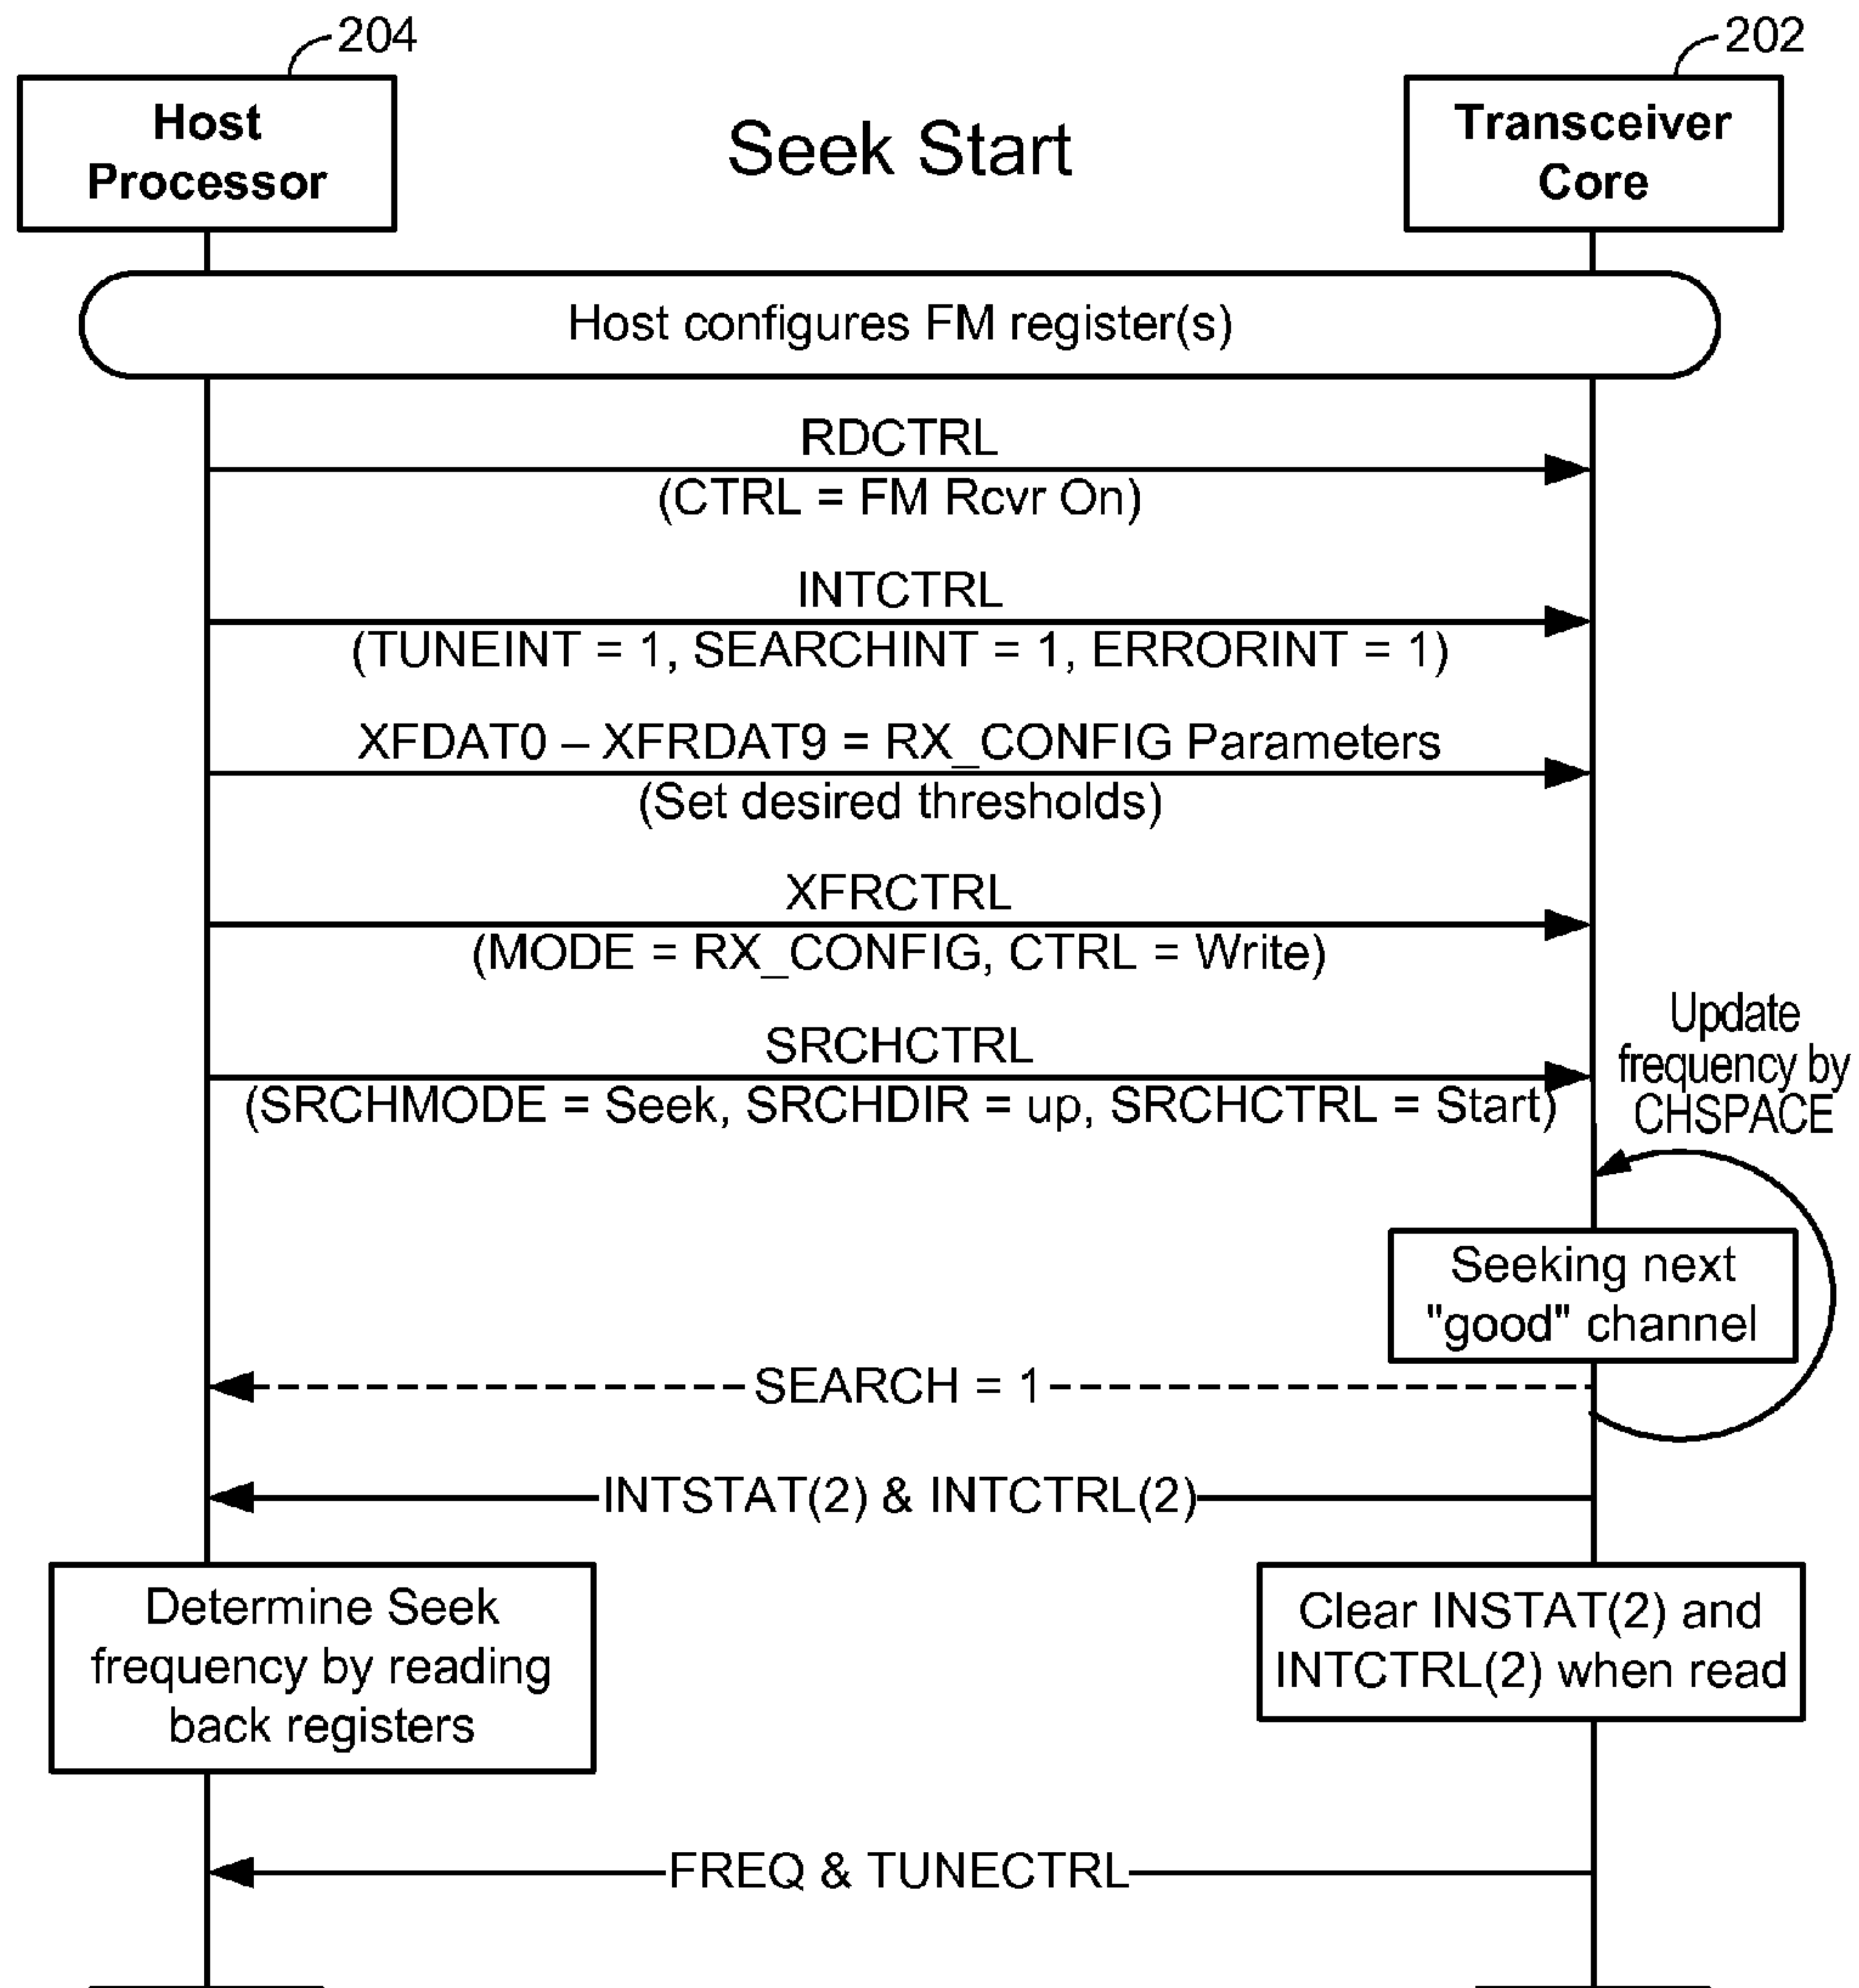 204
202
Host
Processor
Seek Start
Transceiver
Core
Host configures FM register(s)
RDCTRL
(CTRL = FM Rcvr On)
INTCTRL
(TUNEINT = 1, SEARCHINT = 1, ERRORINT = 1)
XFDAT0 – XFRDAT9 = RX_CONFIG Parameters
(Set desired thresholds)
XFRCTRL
(MODE = RX_CONFIG, CTRL = Write)
SRCHCTRL
(SRCHMODE = Seek, SRCHDIR = up, SRCHCTRL = Start)
Update
frequency by
CHSPACE
Seeking next
"good" channel
SEARCH = 1
INTSTAT(2) & INTCTRL(2)
Determine Seek
frequency by reading
back registers
Clear INSTAT(2) and
INTCTRL(2) when read
FREQ & TUNECTRL